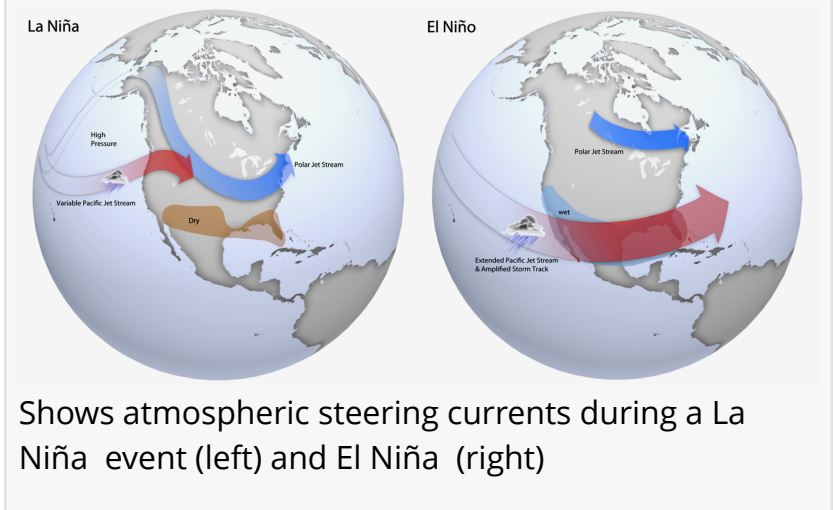 La Niña
El Niño
High
Pressure
Polar Jet Stream
Variable Pacific Jet Stream
Dry
Polar Jet Stream
wet
Extended Pacific Jet Stream
& Amplified Storm Track
Shows atmospheric steering currents during a La
Niña event (left) and El Niña (right)